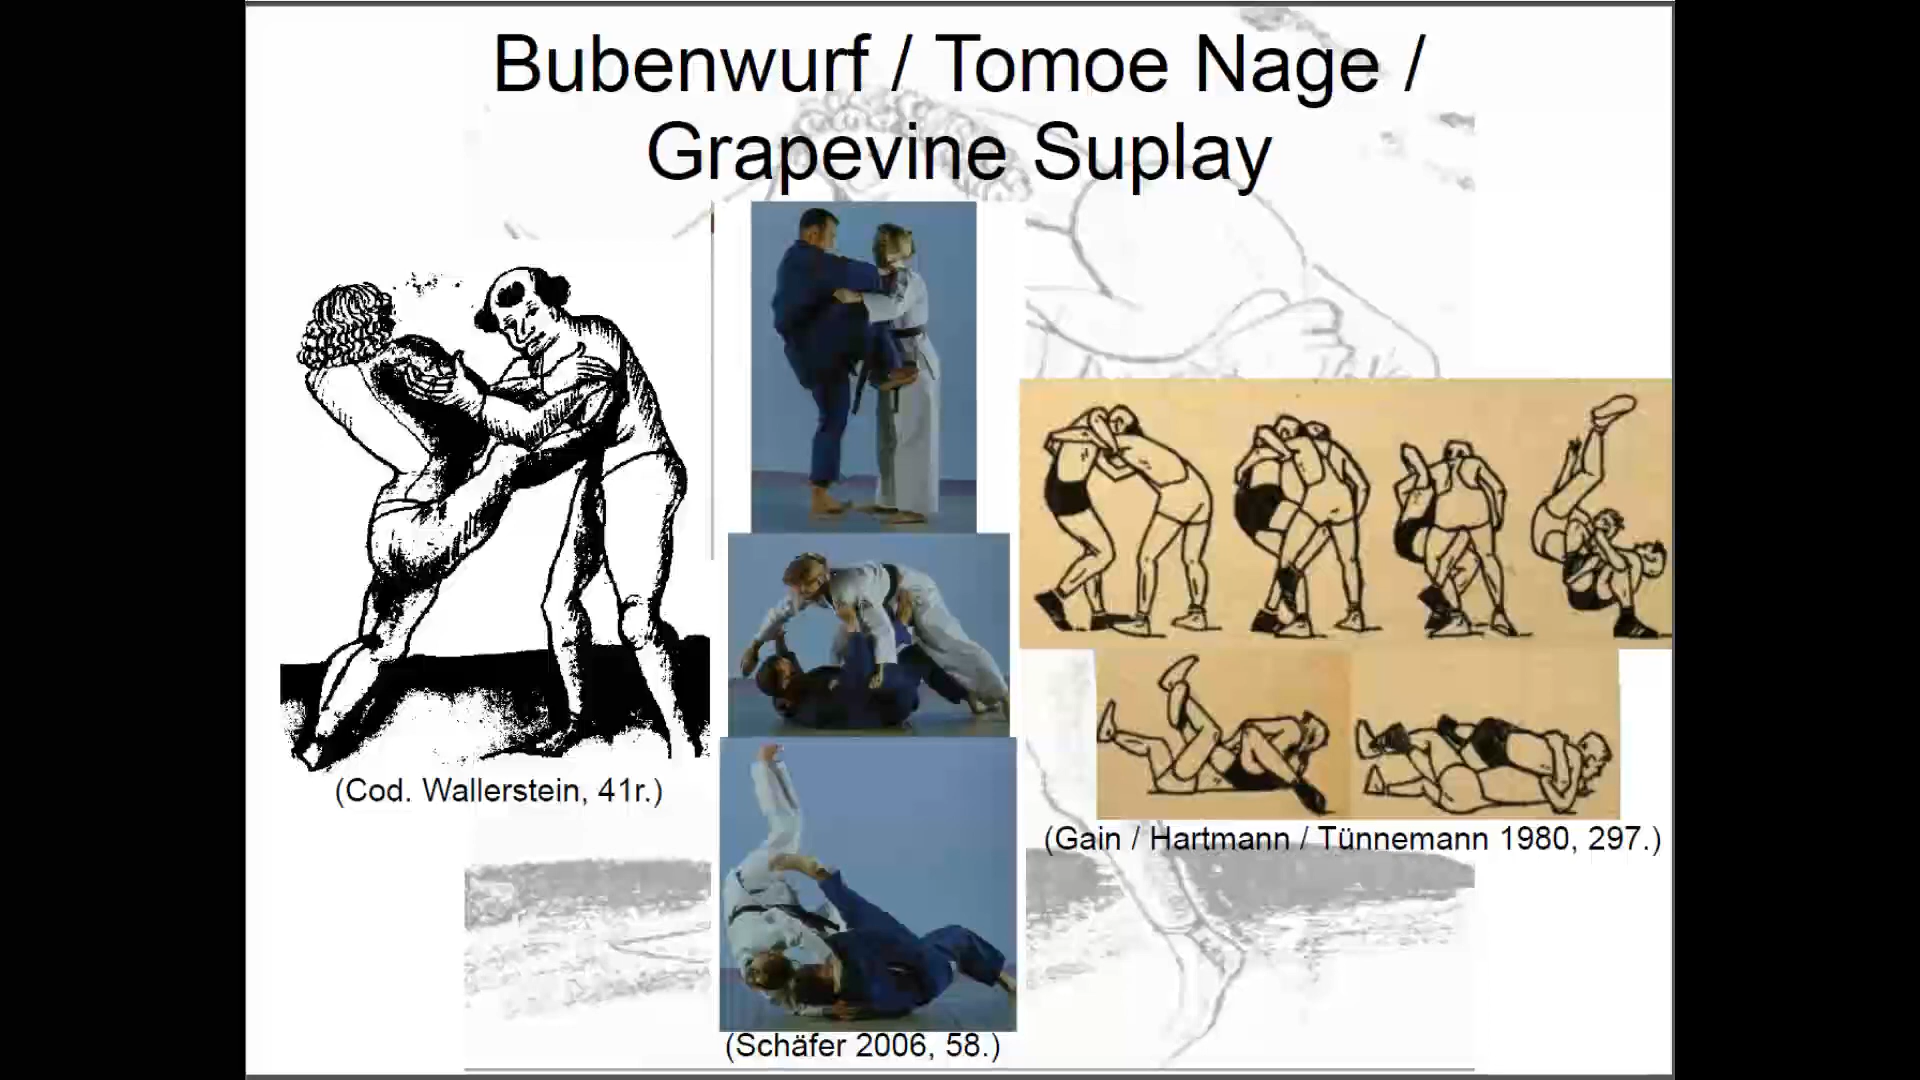 Bubenwurf / Tomoe Nage /
Grapevine Suplay
(Cod. Wallerstein, 41r.)
(Gain / Hartmann / Tünnemann 1980, 297.)
(Schäfer 2006, 58.)